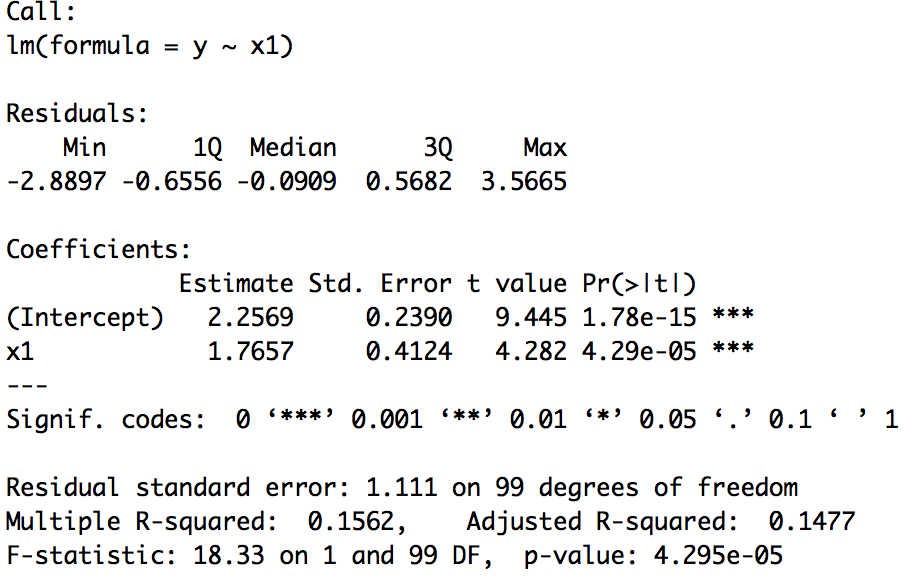 Call:
lm(formula = y ~ x1)
Residuals:
    Min      1Q  Median      3Q     Max
-2.8897 -0.6556 -0.0909  0.5682  3.5665
Coefficients:
            Estimate Std. Error t value Pr(>|t|)
(Intercept)   2.2569     0.2390   9.445 1.78e-15 ***
x1            1.7657     0.4124   4.282 4.29e-05 ***
---
Signif. codes:  0 ‘***’ 0.001 ‘**’ 0.01 ‘*’ 0.05 ‘.’ 0.1 ‘ ’ 1
Residual standard error: 1.111 on 99 degrees of freedom
Multiple R-squared:  0.1562,    Adjusted R-squared:  0.1477
F-statistic: 18.33 on 1 and 99 DF,  p-value: 4.295e-05